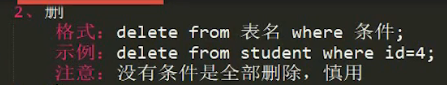 2、删
格式：delete from 表名 where 条件;
示例：delete from student where id=4;
注意：没有条件是全部删除，慎用